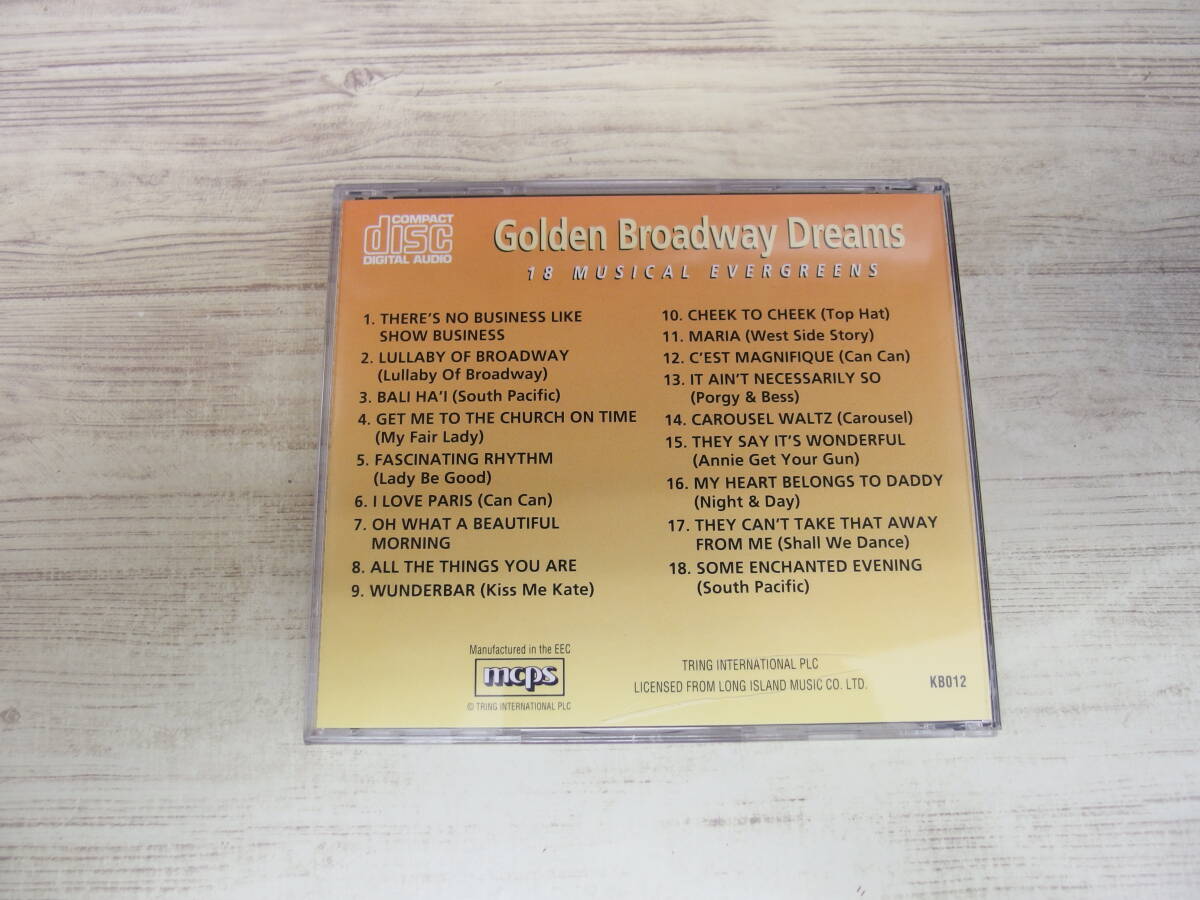 COMPACT
disc
DIGITAL AUDIO
Golden Broadway Dreams
18 MUSICAL EVERGREENS
1. THERE'S NO BUSINESS LIKE
SHOW BUSINESS
2. LULLABY OF BROADWAY
(Lullaby Of Broadway)
3. BALI HA'I (South Pacific)
4. GET ME TO THE CHURCH ON TIME
(My Fair Lady)
5. FASCINATING RHYTHM
(Lady Be Good)
6. I LOVE PARIS (Can Can)
7. OH WHAT A BEAUTIFUL
MORNING
8. ALL THE THINGS YOU ARE
9. WUNDERBAR (Kiss Me Kate)
10. CHEEK TO CHEEK (Top Hat)
11. MARIA (West Side Story)
12. C'EST MAGNIFIQUE (Can Can)
13. IT AIN'T NECESSARILY SO
(Porgy & Bess)
14. CAROUSEL WALTZ (Carousel)
15. THEY SAY IT'S WONDERFUL
(Annie Get Your Gun)
16. MY HEART BELONGS TO DADDY
(Night & Day)
17. THEY CAN'T TAKE THAT AWAY
FROM ME (Shall We Dance)
18. SOME ENCHANTED EVENING
(South Pacific)
Manufactured in the EEC
mcps
© TRING INTERNATIONAL PLC
TRING INTERNATIONAL PLC
LICENSED FROM LONG ISLAND MUSIC CO. LTD.
KB012